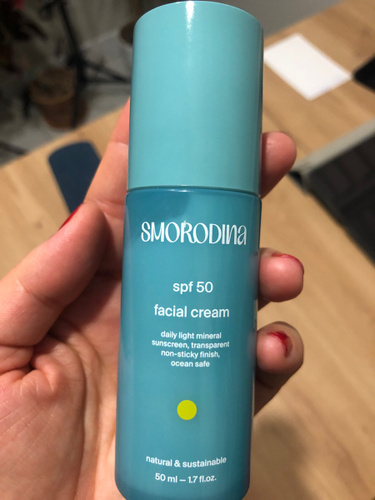 SMORODINA
spf 50
facial cream
daily light mineral
sunscreen, transparent
non-sticky finish,
ocean safe
natural & sustainable
50 ml — 1.7 fl.oz.